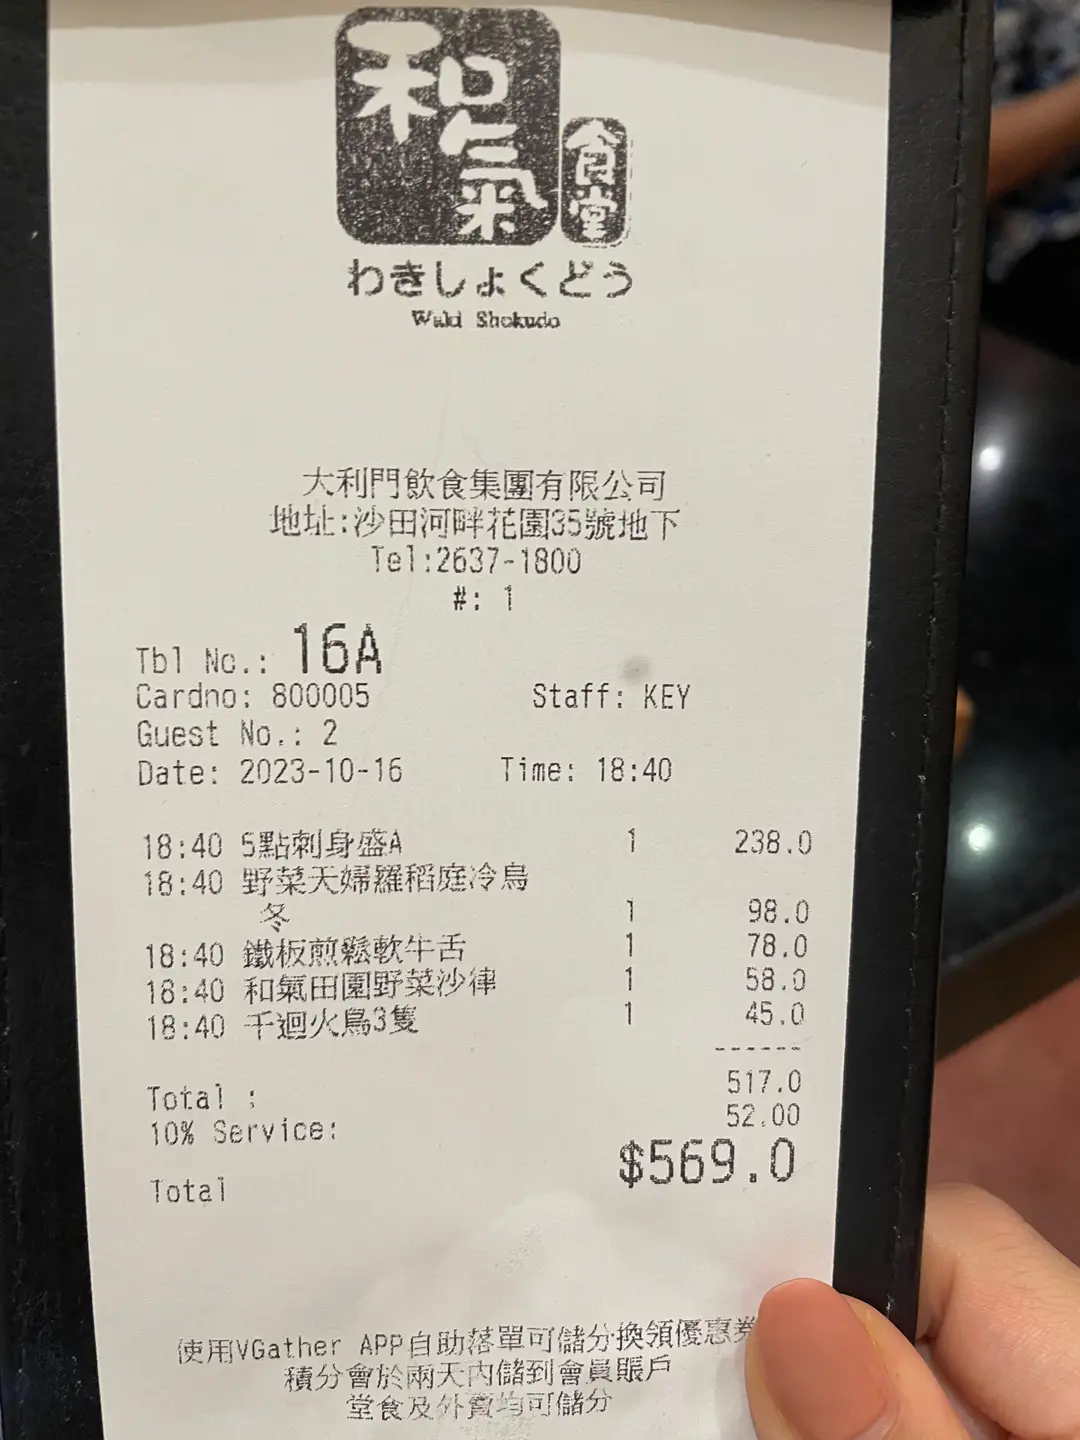 和氣食堂
わきしょくどう
Waki Shokudo
大利門飲食集團有限公司
地址:沙田河畔花園35號地下
Tel:2637-1800
#: 1
Tbl No.: 16A
Cardno: 800005 Staff: KEY
Guest No.: 2
Date: 2023-10-16 Time: 18:40
18:40 5點刺身盛A 1 238.0
18:40 野菜天婦羅稻庭冷烏
冬 1 98.0
18:40 鐵板煎鬆軟牛舌 1 78.0
18:40 和氣田園野菜沙律 1 58.0
18:40 千迴火鳥3隻 1 45.0
------
Total : 517.0
10% Service: 52.00
Total $569.0
使用VGather APP自助落單可儲分換領優惠券
積分會於兩天內儲到會員賬戶
堂食及外賣均可儲分